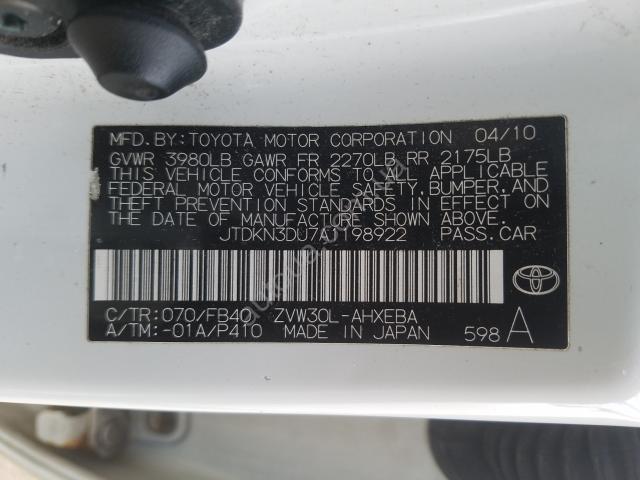 MFD.BY:TOYOTA MOTOR CORPORATION 04/10
GVWR 3980LB GAWR FR 2270LB RR 2175LB
THIS VEHICLE CONFORMS TO ALL APPLICABLE
FEDERAL MOTOR VEHICLE SAFETY, BUMPER, AND
THEFT PREVENTION STANDARDS IN EFFECT ON
THE DATE OF MANUFACTURE SHOWN ABOVE.
JTDKN3DU7A1198922 PASS.CAR
C/TR:070/FB40 ZVW30L-AHXEBA
A/TM:-01A/P410 MADE IN JAPAN 598 A